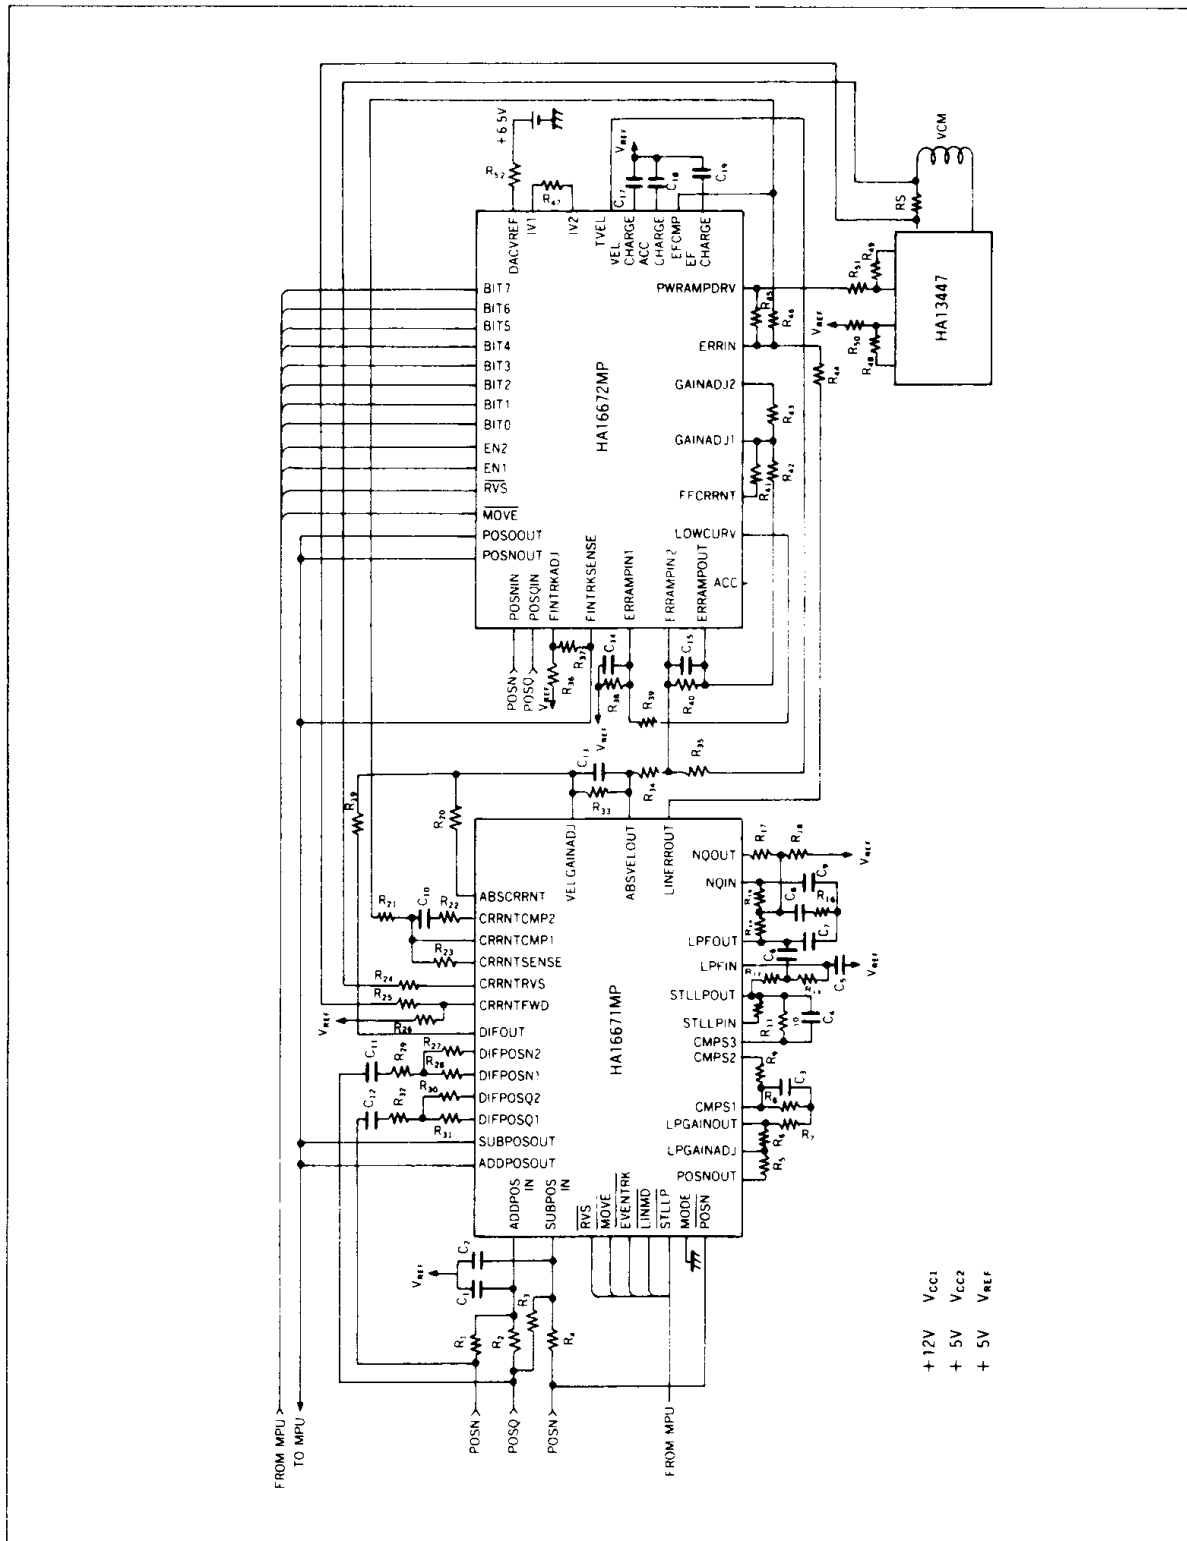 FROM MPU
TO MPU
POSN
POSQ
POSN
FROM MPU
R1
R2
R3
R4
C1
C2
VREF
ADDPOS IN
SUBPOS IN
RVS
MOVE
EVENTRK
LINMD
STLLP
MODE
POSN
HA16671MP
ABSCRRNT
CRRNTCMP2
CRRNTCMP1
CRRNTSENSE
CRRNTRVS
CRRNTFWD
DIFOUT
DIFPOSN2
DIFPOSN1
DIFPOSQ2
DIFPOSQ1
SUBPOSOUT
ADDPOSOUT
R19
R20
R21
C10
R22
R23
R24
R25
VREF
R26
C11
R29
R27
R28
C12
R32
R30
R31
VELGAINADJ
ABSVELOUT
LINERROUT
C13
R33
R34
R35
NQOUT
NQIN
LPFOUT
LPFIN
STLLPOUT
STLLPIN
CMPS3
CMPS2
CMPS1
LPGAINOUT
LPGAINADJ
POSNOUT
R17
R18
VREF
C9
C8
R16
C7
C6
C5
VREF
R11
10
C4
R9
C3
R8
R7
R6
R5
HA16672MP
BIT7
BIT6
BIT5
BIT4
BIT3
BIT2
BIT1
BIT0
EN2
EN1
RVS
MOVE
POSQOUT
POSNOUT
POSN
POSQ
POSNIN
POSQIN
FINTRKADJ
FINTRKSENSE
ERRAMPIN1
ERRAMPIN2
ERRAMPOUT
VREF
R36
R37
C14
R38
VREF
R39
C15
R40
DACVREF
IV1
IV2
TVEL
VEL CHARGE
ACC CHARGE
EFCMP
EF CHARGE
R52
+6.5V
R47
VREF
C17
C18
C19
PWRAMPDRV
ERRIN
GAINADJ2
GAINADJ1
EFCRRNT
LOWCURV
ACC
R45
R46
R44
R43
R41
R42
HA13447
R51
R49
VREF
R50
R48
RS
VCM
+12V VCC1
+ 5V VCC2
+ 5V VREF